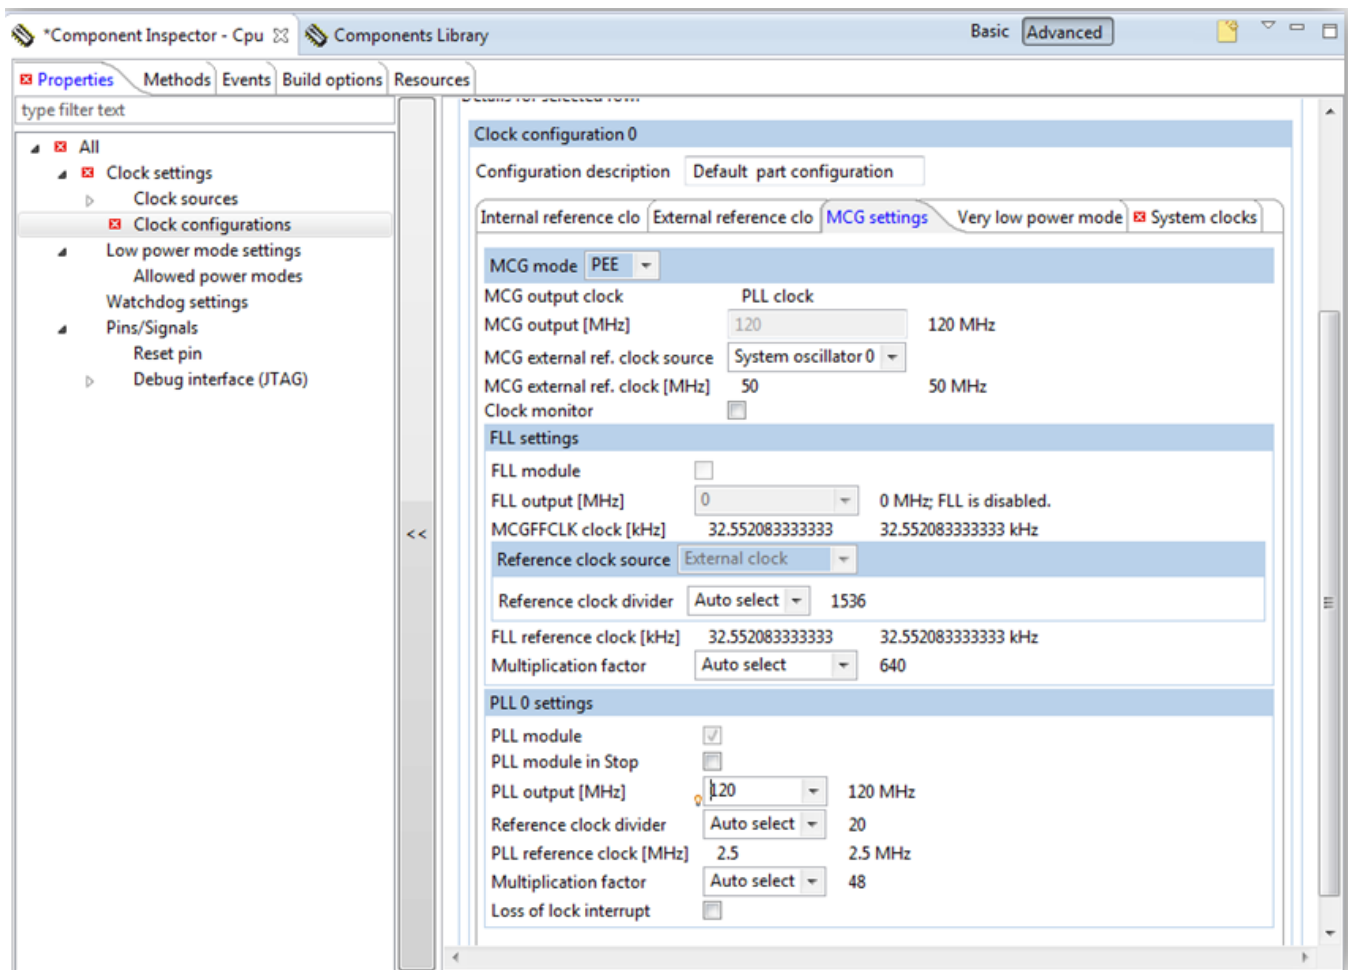 *Component Inspector - Cpu Components Library Basic Advanced
Properties Methods Events Build options Resources
type filter text
All
Clock settings
Clock sources
Clock configurations
Low power mode settings
Allowed power modes
Watchdog settings
Pins/Signals
Reset pin
Debug interface (JTAG)
<<
Details for selected row:
Clock configuration 0
Configuration description Default part configuration
Internal reference clo External reference clo MCG settings Very low power mode System clocks
MCG mode PEE
MCG output clock PLL clock
MCG output [MHz] 120 120 MHz
MCG external ref. clock source System oscillator 0
MCG external ref. clock [MHz] 50 50 MHz
Clock monitor
FLL settings
FLL module
FLL output [MHz] 0 0 MHz; FLL is disabled.
MCGFFCLK clock [kHz] 32.552083333333 32.552083333333 kHz
Reference clock source External clock
Reference clock divider Auto select 1536
FLL reference clock [kHz] 32.552083333333 32.552083333333 kHz
Multiplication factor Auto select 640
PLL 0 settings
PLL module
PLL module in Stop
PLL output [MHz] 120 120 MHz
Reference clock divider Auto select 20
PLL reference clock [MHz] 2.5 2.5 MHz
Multiplication factor Auto select 48
Loss of lock interrupt